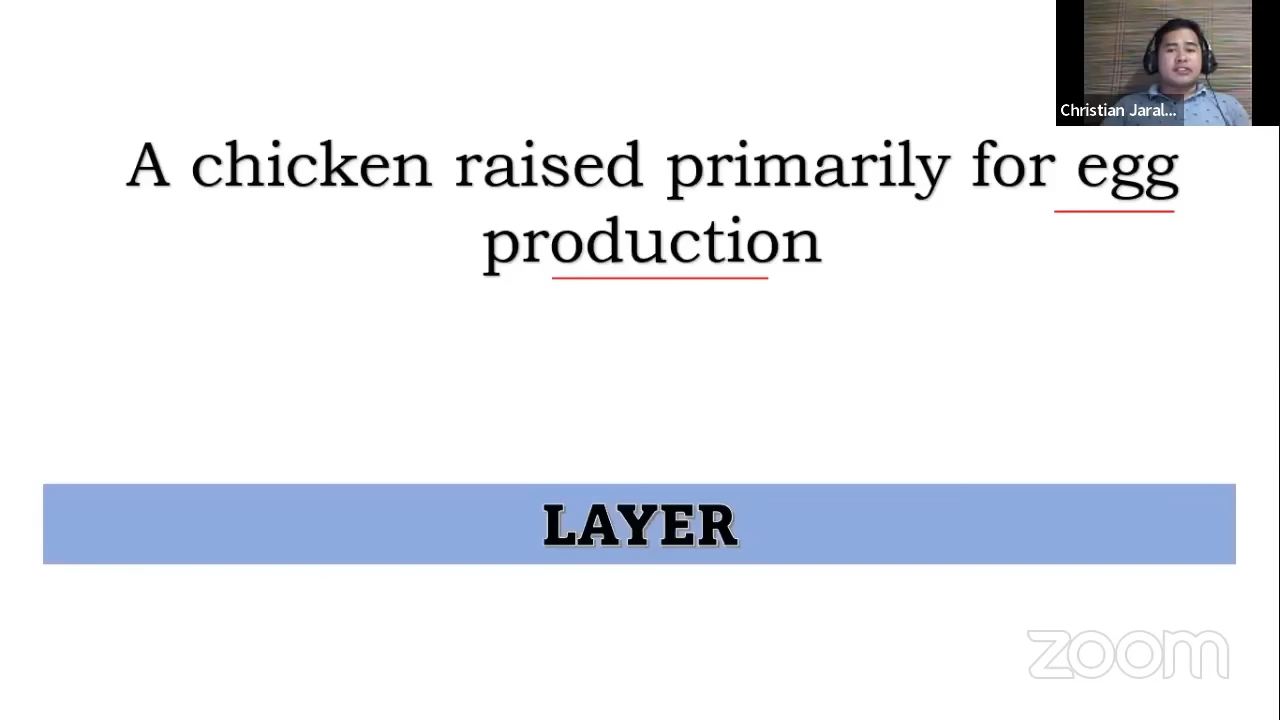 Christian Jaral...
A chicken raised primarily for egg
production
LAYER
zoom